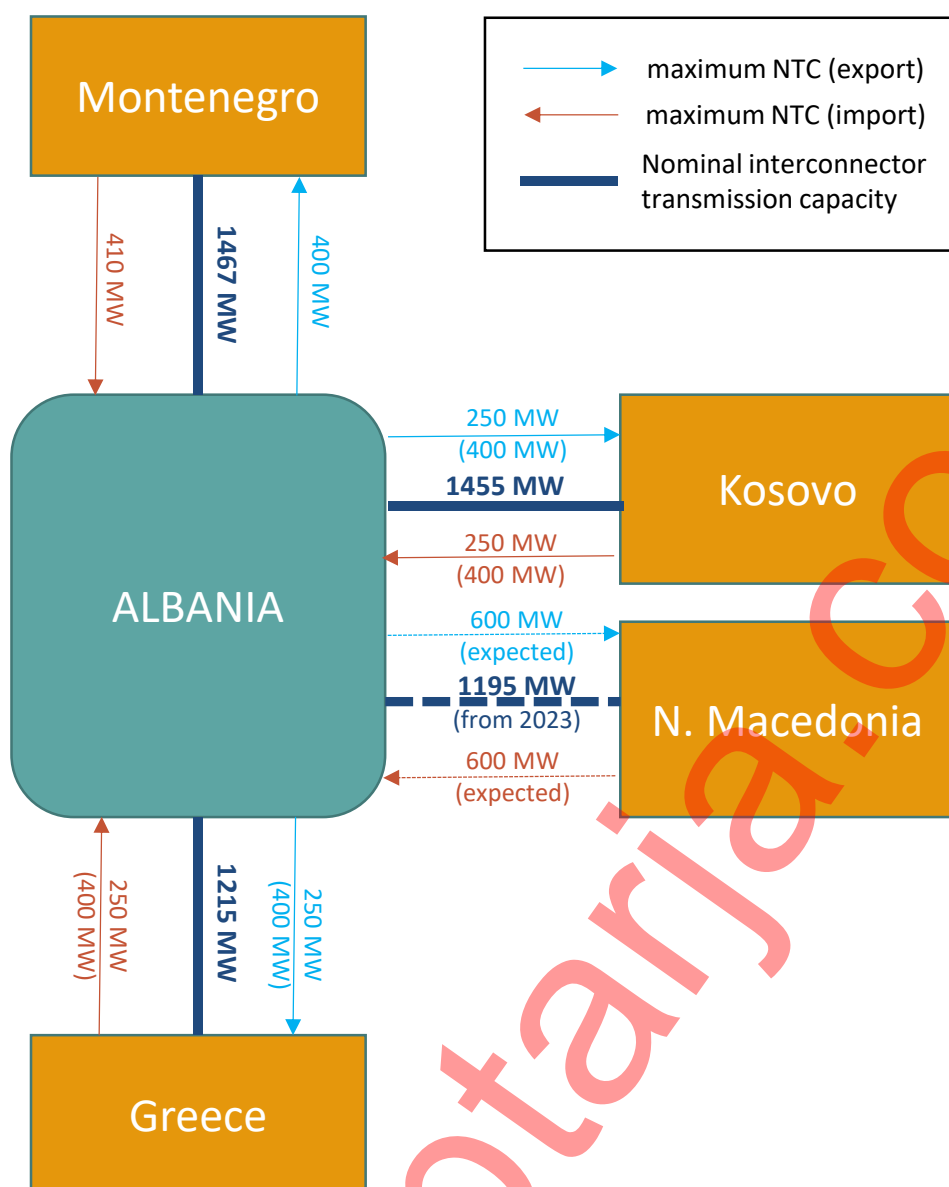 Montenegro
maximum NTC (export)
maximum NTC (import)
Nominal interconnector
transmission capacity
410 MW
1467 MW
400 MW
ALBANIA
250 MW
(400 MW)
1455 MW
250 MW
(400 MW)
Kosovo
600 MW
(expected)
1195 MW
(from 2023)
600 MW
(expected)
N. Macedonia
250 MW
(400 MW)
1215 MW
250 MW
(400 MW)
Greece
otarja.co